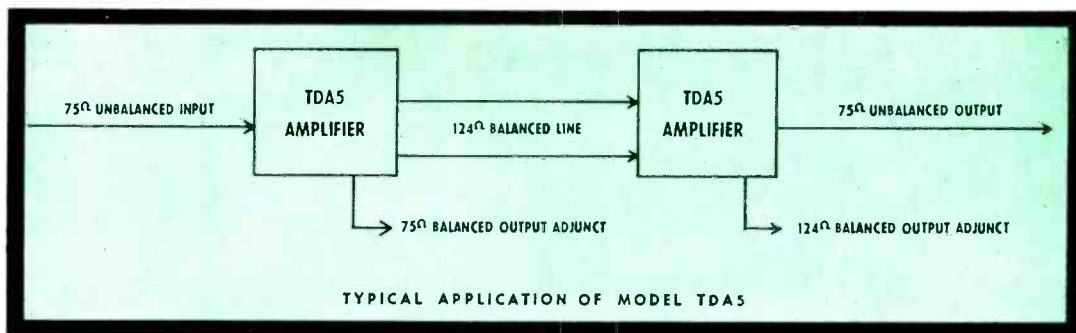 75Ω UNBALANCED INPUT
TDA5
AMPLIFIER
124Ω BALANCED LINE
TDA5
AMPLIFIER
75Ω UNBALANCED OUTPUT
75Ω BALANCED OUTPUT ADJUNCT
124Ω BALANCED OUTPUT ADJUNCT
TYPICAL APPLICATION OF MODEL TDA5